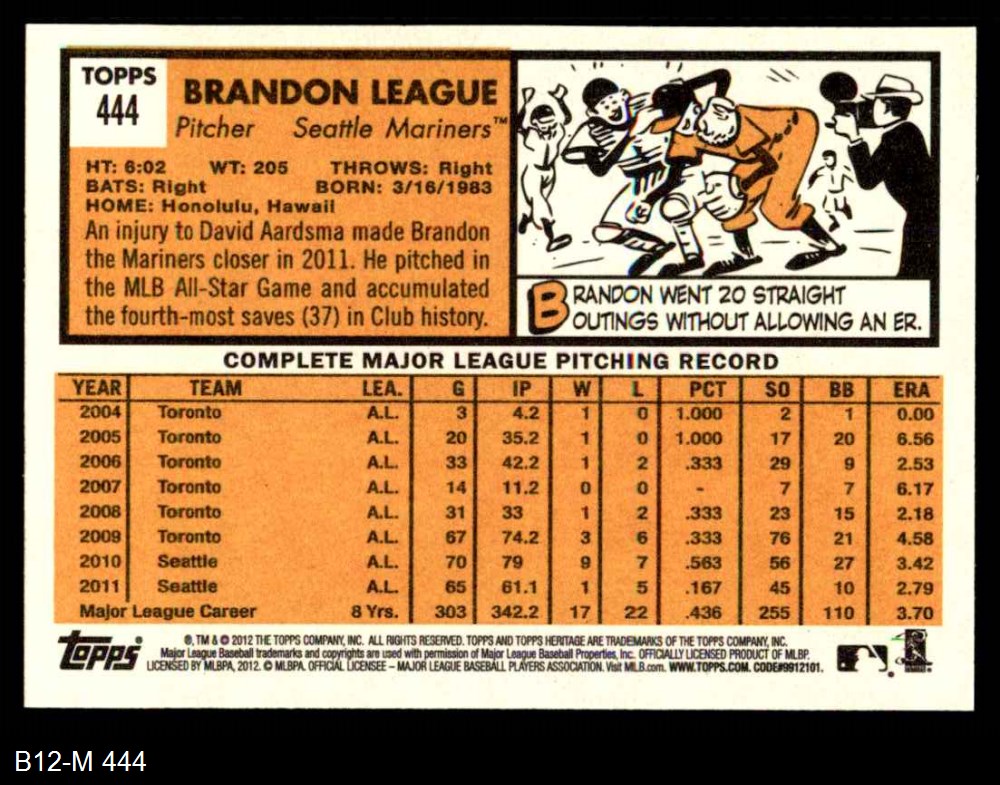 TOPPS
444
BRANDON LEAGUE
Pitcher Seattle Mariners™
HT: 6:02 WT: 205 THROWS: Right
BATS: Right BORN: 3/16/1983
HOME: Honolulu, Hawaii
An injury to David Aardsma made Brandon
the Mariners closer in 2011. He pitched in
the MLB All-Star Game and accumulated
the fourth-most saves (37) in Club history.
BRANDON WENT 20 STRAIGHT
OUTINGS WITHOUT ALLOWING AN ER.
COMPLETE MAJOR LEAGUE PITCHING RECORD
YEAR TEAM LEA. G IP W L PCT SO BB ERA
2004 Toronto A.L. 3 4.2 1 0 1.000 2 1 0.00
2005 Toronto A.L. 20 35.2 1 0 1.000 17 20 6.56
2006 Toronto A.L. 33 42.2 1 2 .333 29 9 2.53
2007 Toronto A.L. 14 11.2 0 0 - 7 7 6.17
2008 Toronto A.L. 31 33 1 2 .333 23 15 2.18
2009 Toronto A.L. 67 74.2 3 6 .333 76 21 4.58
2010 Seattle A.L. 70 79 9 7 .563 56 27 3.42
2011 Seattle A.L. 65 61.1 1 5 .167 45 10 2.79
Major League Career 8 Yrs. 303 342.2 17 22 .436 255 110 3.70
Topps
®, TM & © 2012 THE TOPPS COMPANY, INC. ALL RIGHTS RESERVED. TOPPS AND TOPPS HERITAGE ARE TRADEMARKS OF THE TOPPS COMPANY, INC.
Major League Baseball trademarks and copyrights are used with permission of Major League Baseball Properties, Inc. OFFICIALLY LICENSED PRODUCT OF MLBP.
LICENSED BY MLBPA, 2012. © MLBPA. OFFICIAL LICENSEE – MAJOR LEAGUE BASEBALL PLAYERS ASSOCIATION. Visit MLB.com. WWW.TOPPS.COM. CODE#9912101.
B12-M 444